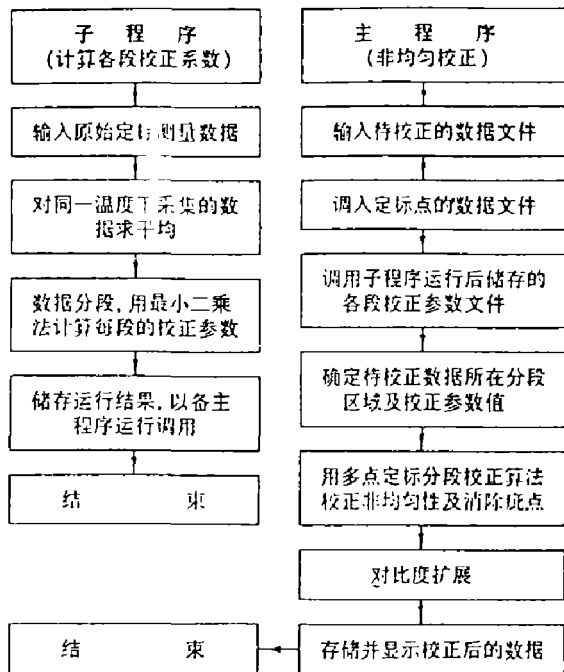 子 程 序
(计算各段校正系数)
输入原始定标测量数据
对同一温度下采集的数
据求平均
数据分段,用最小二乘
法计算每段的校正参数
储存运行结果,以备主
程序运行调用
结 束
主 程 序
(非均匀校正)
输入待校正的数据文件
调入定标点的数据文件
调用子程序运行后储存的
各段校正参数文件
确定待校正数据所在分段
区域及校正参数值
用多点定标分段校正算法
校正非均匀性及消除疵点
对比度扩展
存储并显示校正后的数据
结 束